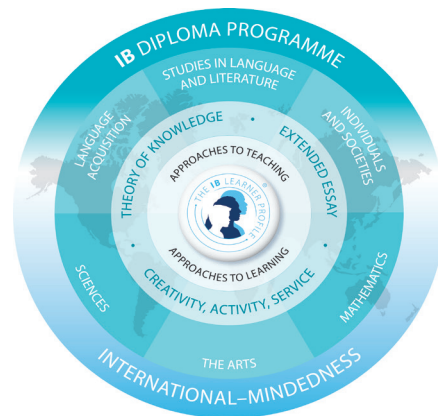 IB DIPLOMA PROGRAMME
STUDIES IN LANGUAGE
AND LITERATURE
LANGUAGE
ACQUISITION
INDIVIDUALS
AND SOCIETIES
THEORY OF KNOWLEDGE
EXTENDED ESSAY
APPROACHES TO TEACHING
THE IB LEARNER PROFILE
APPROACHES TO LEARNING
CREATIVITY, ACTIVITY, SERVICE
SCIENCES
MATHEMATICS
THE ARTS
INTERNATIONAL–MINDEDNESS